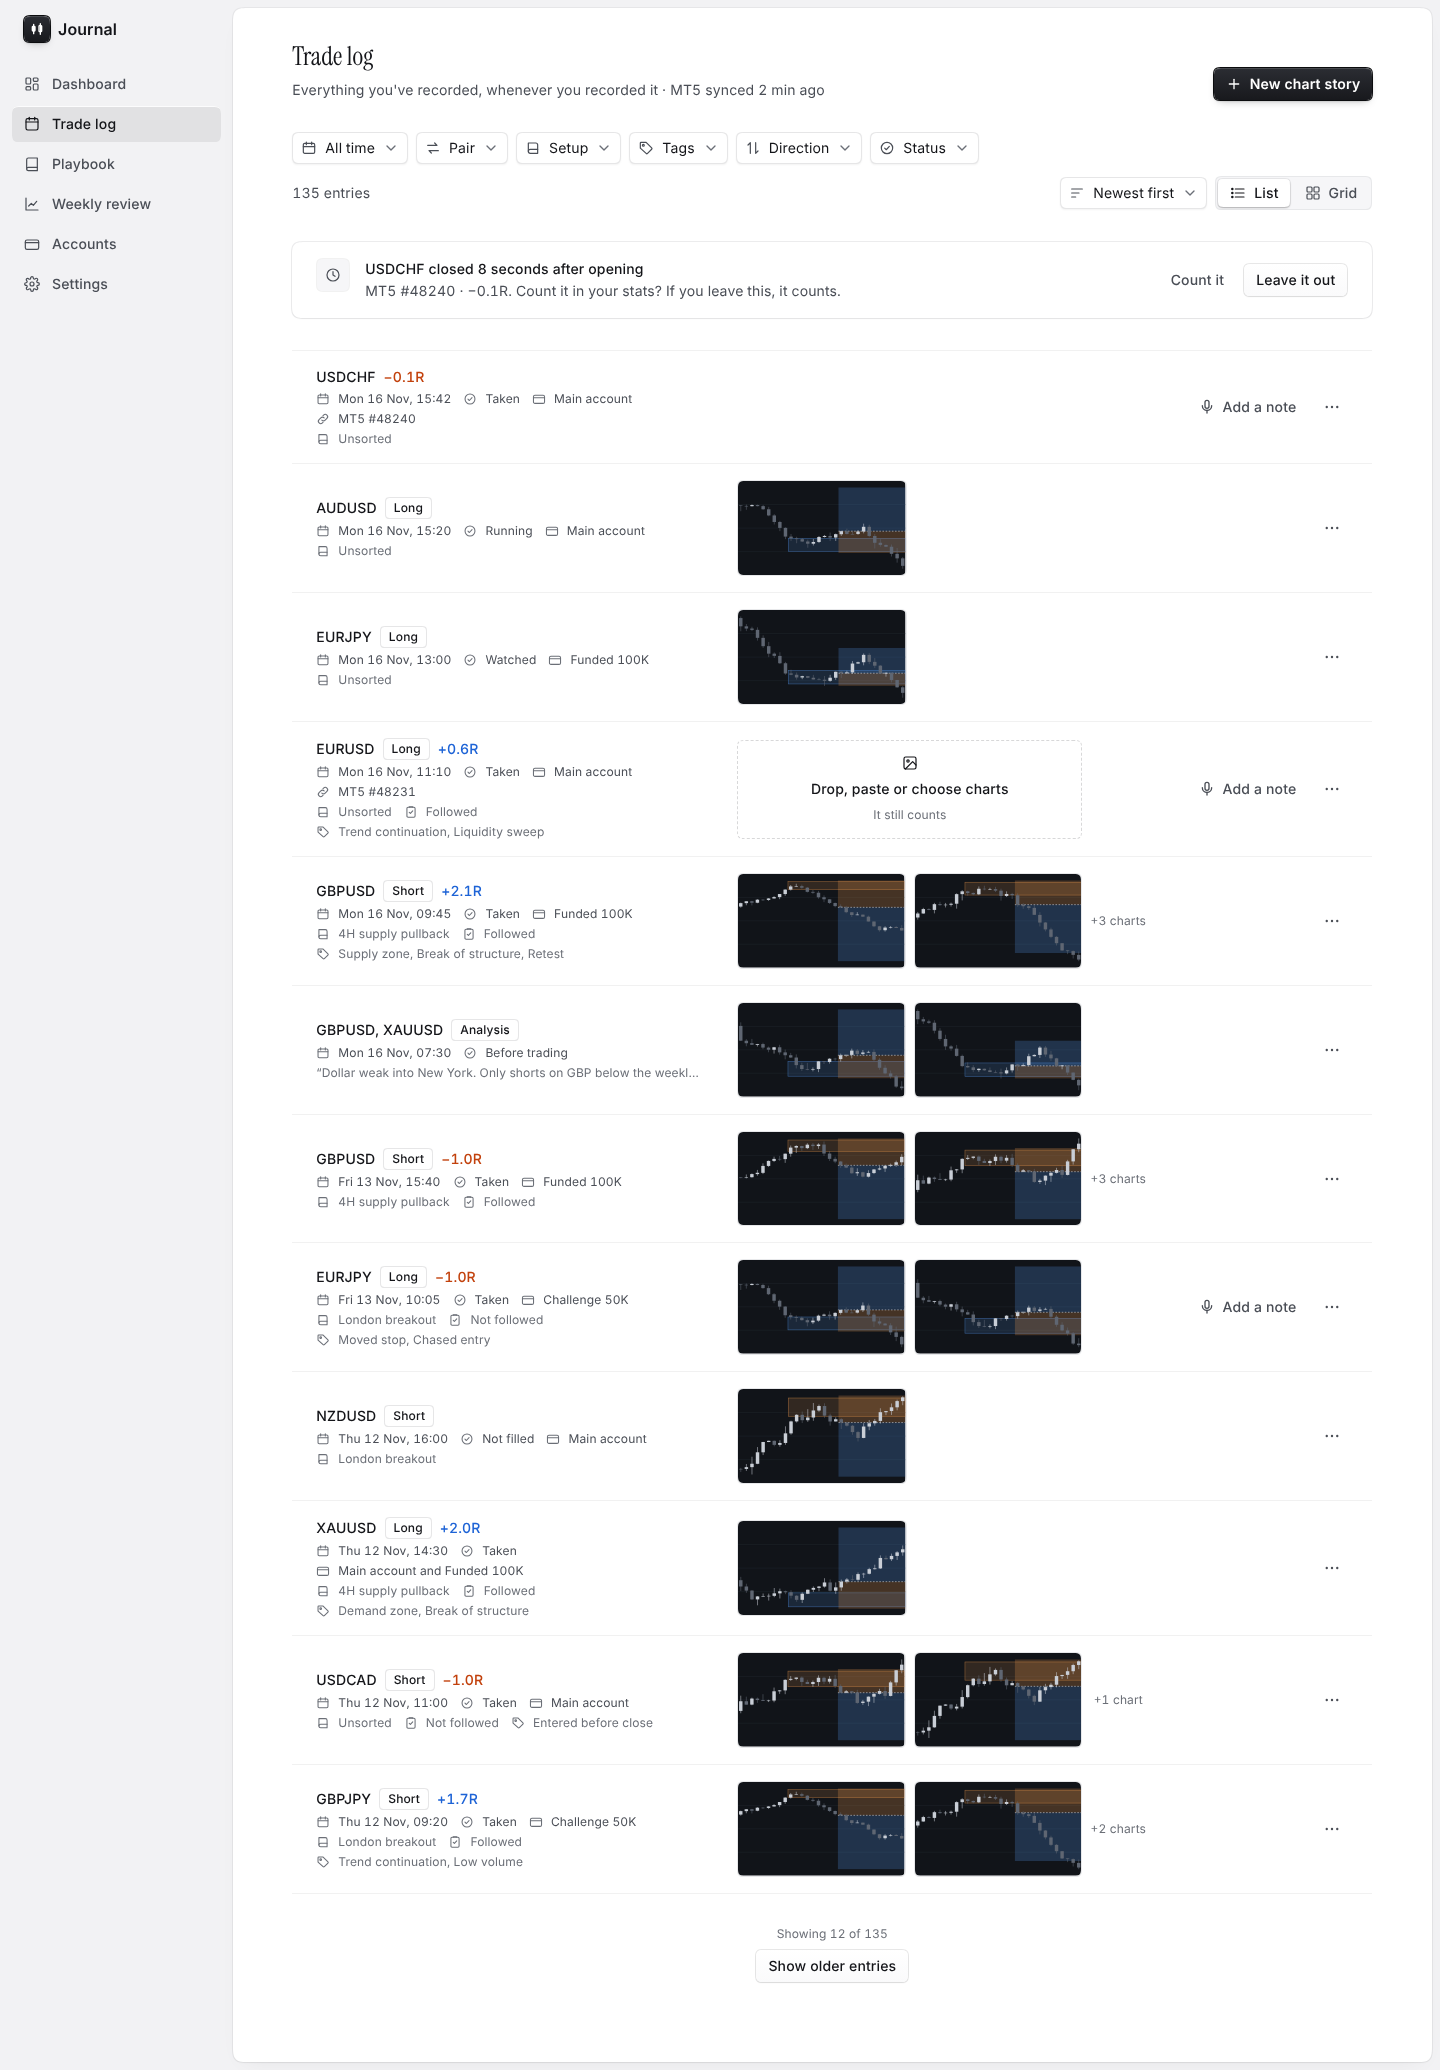 Journal
Dashboard
Trade log
Playbook
Weekly review
Accounts
Settings
Trade log
Everything you've recorded, whenever you recorded it · MT5 synced 2 min ago
New chart story
All time
Pair
Setup
Tags
Direction
Status
135 entries
Newest first
List
Grid
USDCHF closed 8 seconds after opening
MT5 #48240 · −0.1R. Count it in your stats? If you leave this, it counts.
Count it
Leave it out
USDCHF −0.1R
Mon 16 Nov, 15:42 Taken Main account
MT5 #48240
Unsorted
Add a note
AUDUSD Long
Mon 16 Nov, 15:20 Running Main account
Unsorted
EURJPY Long
Mon 16 Nov, 13:00 Watched Funded 100K
Unsorted
EURUSD Long +0.6R
Mon 16 Nov, 11:10 Taken Main account
MT5 #48231
Unsorted Followed
Trend continuation, Liquidity sweep
Drop, paste or choose charts
It still counts
Add a note
GBPUSD Short +2.1R
Mon 16 Nov, 09:45 Taken Funded 100K
4H supply pullback Followed
Supply zone, Break of structure, Retest
+3 charts
GBPUSD, XAUUSD Analysis
Mon 16 Nov, 07:30 Before trading
“Dollar weak into New York. Only shorts on GBP below the weekl...
GBPUSD Short −1.0R
Fri 13 Nov, 15:40 Taken Funded 100K
4H supply pullback Followed
+3 charts
EURJPY Long −1.0R
Fri 13 Nov, 10:05 Taken Challenge 50K
London breakout Not followed
Moved stop, Chased entry
Add a note
NZDUSD Short
Thu 12 Nov, 16:00 Not filled Main account
London breakout
XAUUSD Long +2.0R
Thu 12 Nov, 14:30 Taken
Main account and Funded 100K
4H supply pullback Followed
Demand zone, Break of structure
USDCAD Short −1.0R
Thu 12 Nov, 11:00 Taken Main account
Unsorted Not followed Entered before close
+1 chart
GBPJPY Short +1.7R
Thu 12 Nov, 09:20 Taken Challenge 50K
London breakout Followed
Trend continuation, Low volume
+2 charts
Showing 12 of 135
Show older entries